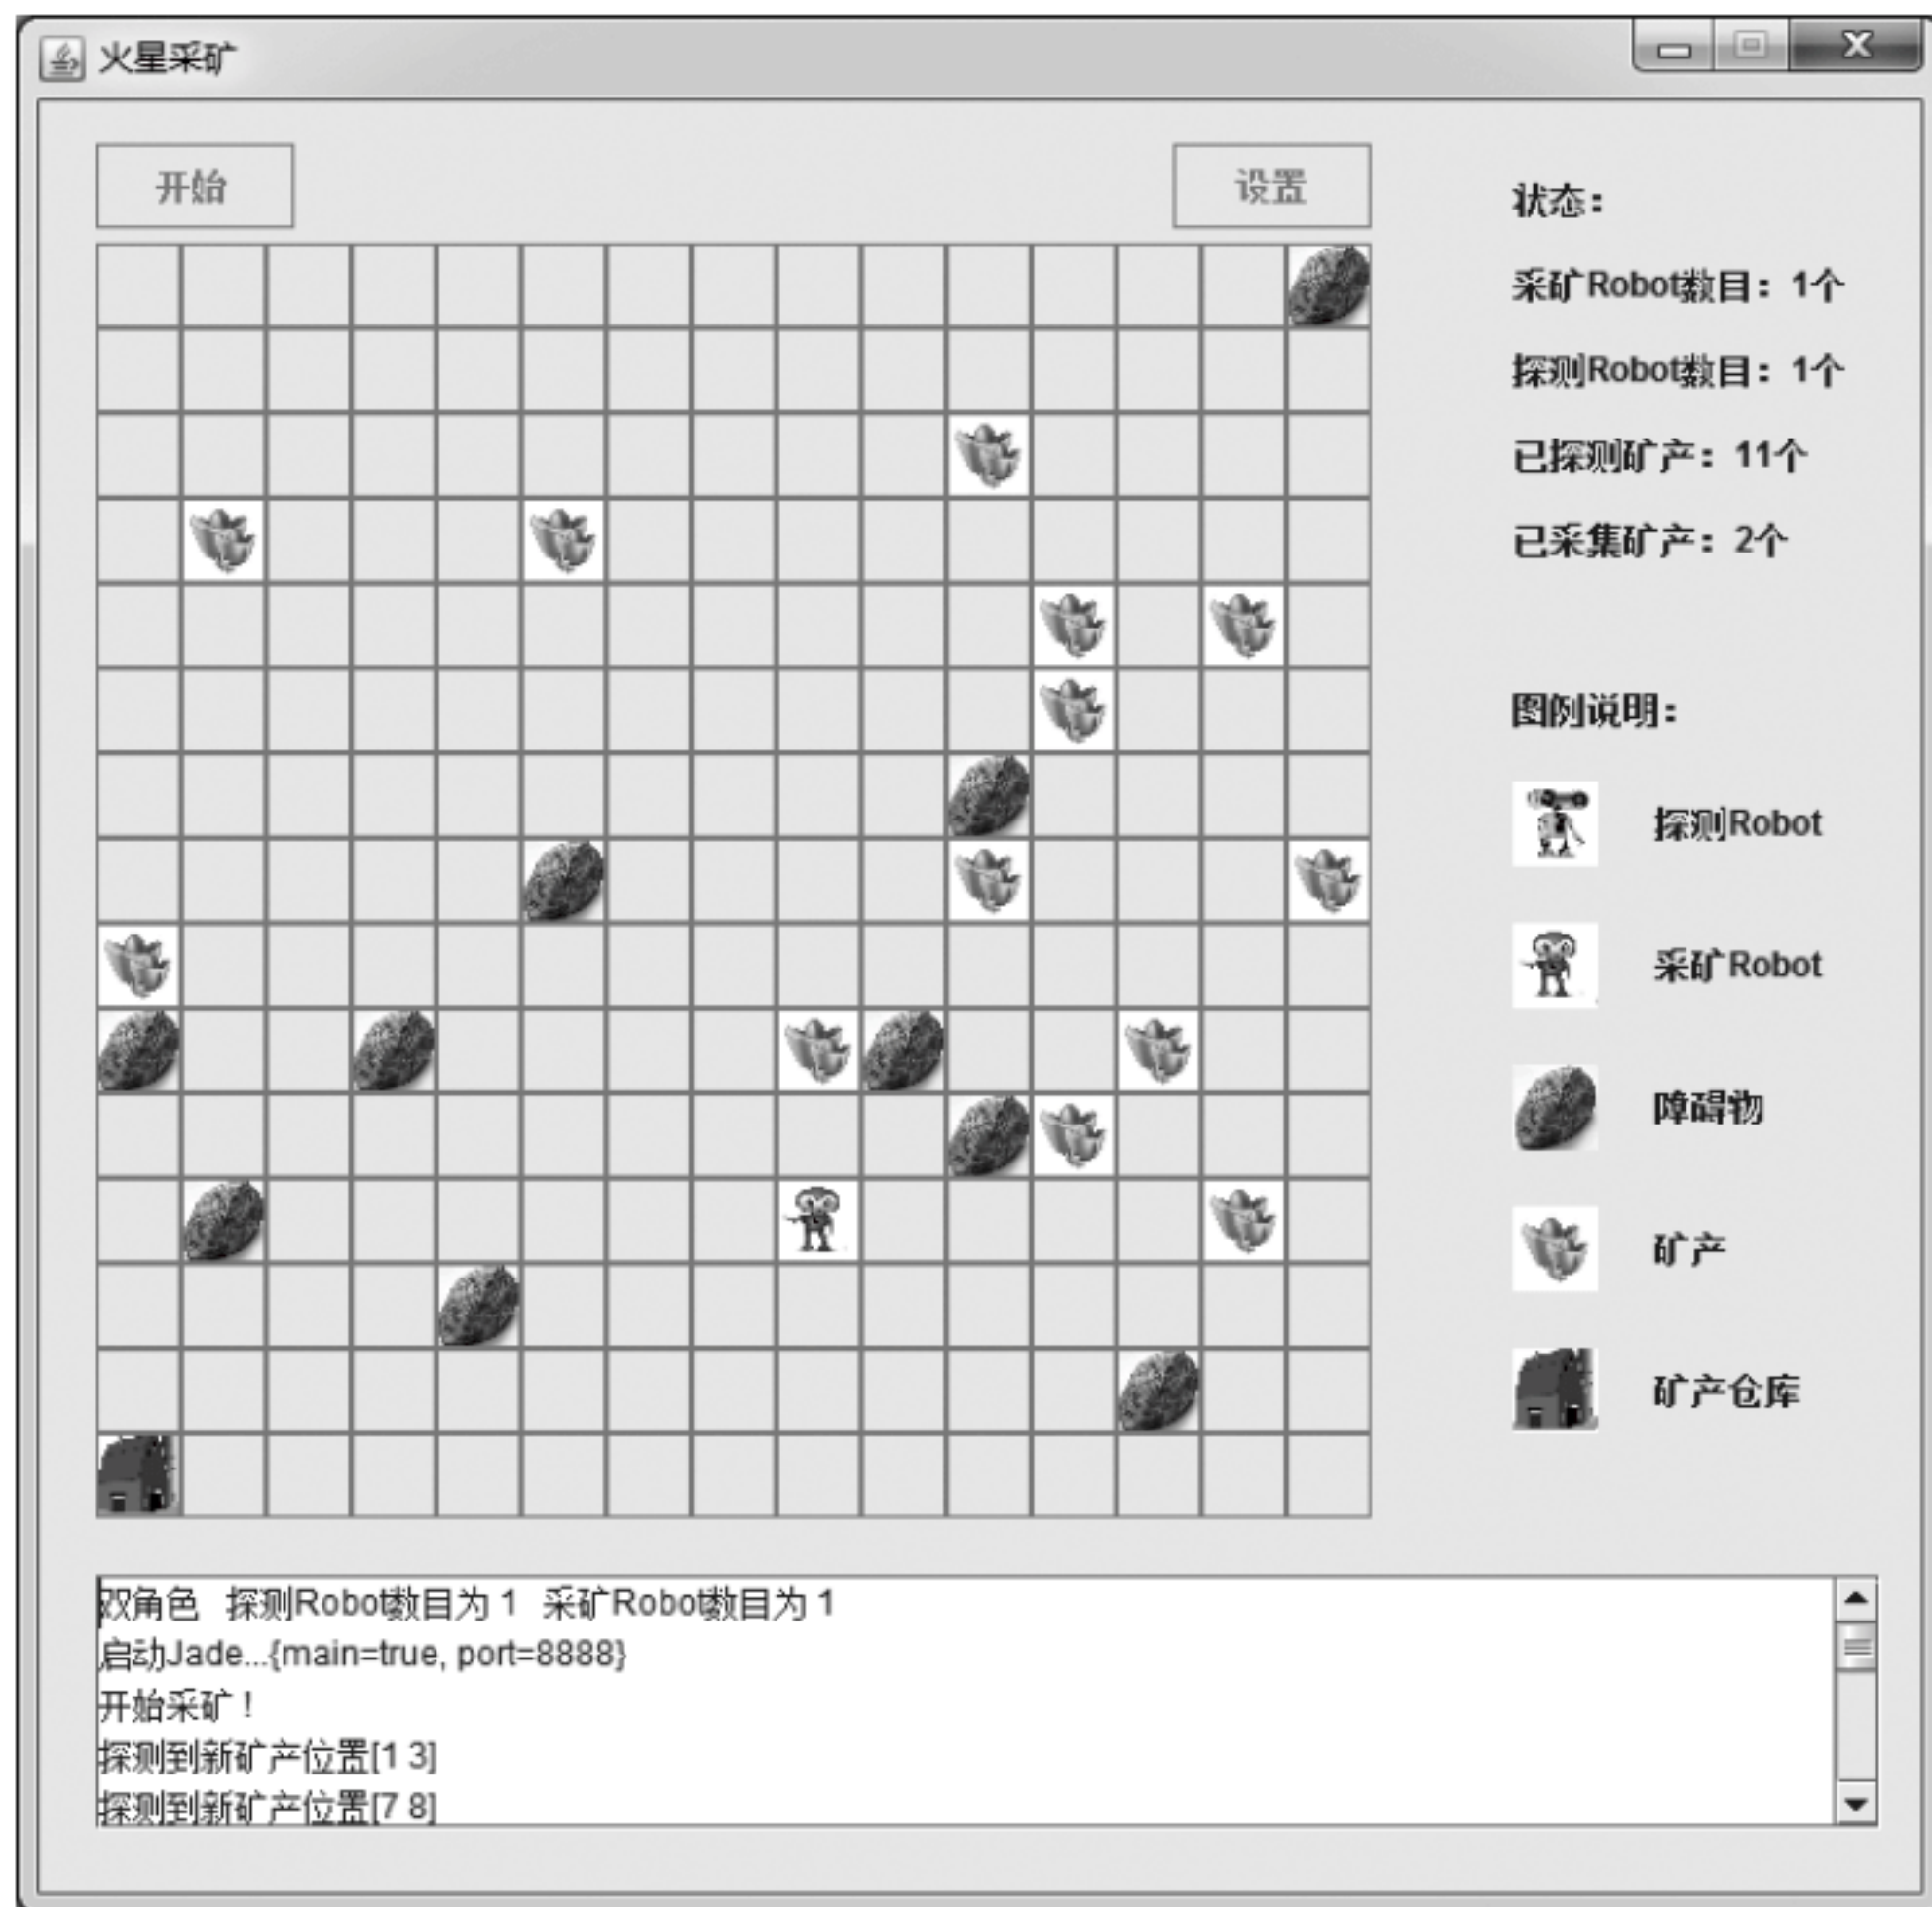 火星采矿
开始
设置
状态：
采矿Robot数目：1个
探测Robot数目：1个
已探测矿产：11个
已采集矿产：2个
图例说明：
探测Robot
采矿Robot
障碍物
矿产
矿产仓库
双角色 探测Robot数目为 1 采矿Robot数目为 1
启动Jade...{main=true, port=8888}
开始采矿！
探测到新矿产位置[1 3]
探测到新矿产位置[7 8]